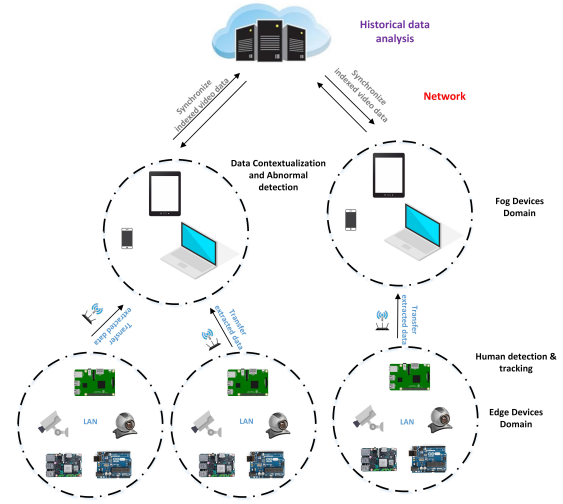 Historical data
analysis
Synchronize
indexed video data
Synchronize
indexed video data
Network
Data Contextualization
and Abnormal
detection
Fog Devices
Domain
Transfer
extracted data
Transfer
extracted data
Transfer
extracted data
Human detection &
tracking
LAN
LAN
LAN
Edge Devices
Domain